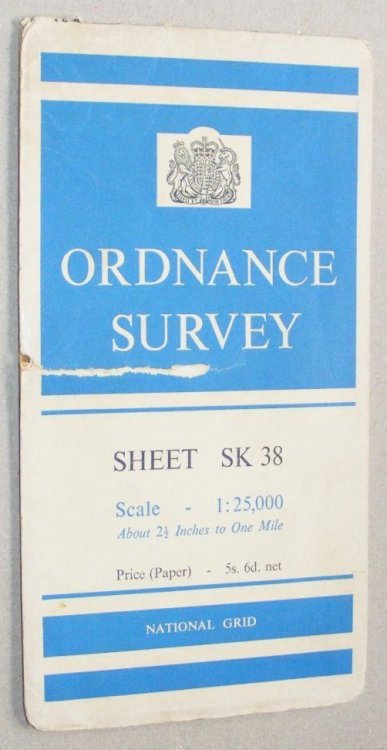 ORDNANCE
SURVEY
SHEET SK 38
Scale - 1:25,000
About 2½ Inches to One Mile
Price (Paper) - 5s. 6d. net
NATIONAL GRID